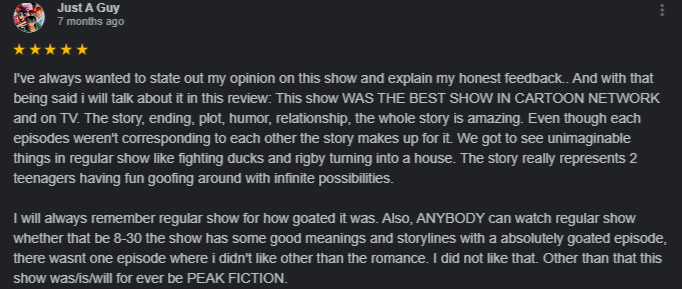 Just A Guy
7 months ago
I've always wanted to state out my opinion on this show and explain my honest feedback.. And with that
being said i will talk about it in this review: This show WAS THE BEST SHOW IN CARTOON NETWORK
and on TV. The story, ending, plot, humor, relationship, the whole story is amazing. Even though each
episodes weren't corresponding to each other the story makes up for it. We got to see unimaginable
things in regular show like fighting ducks and rigby turning into a house. The story really represents 2
teenagers having fun goofing around with infinite possibilities.
I will always remember regular show for how goated it was. Also, ANYBODY can watch regular show
whether that be 8-30 the show has some good meanings and storylines with a absolutely goated episode,
there wasnt one episode where i didn't like other than the romance. I did not like that. Other than that this
show was/is/will for ever be PEAK FICTION.